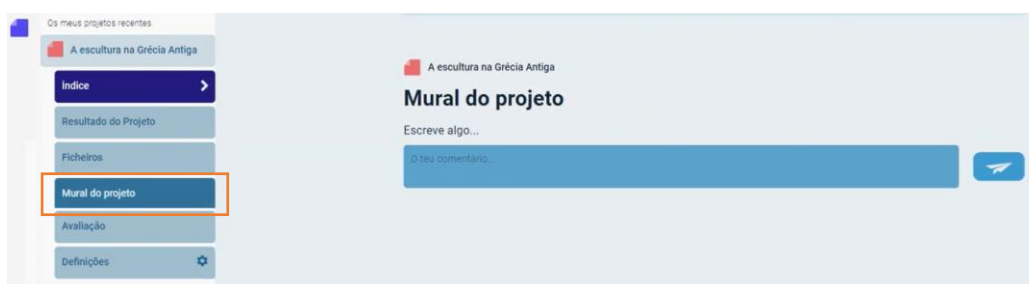 Os meus projetos recentes
A escultura na Grécia Antiga
Índice
Resultado do Projeto
Ficheiros
Mural do projeto
Avaliação
Definições
A escultura na Grécia Antiga
Mural do projeto
Escreve algo...
O teu comentário...